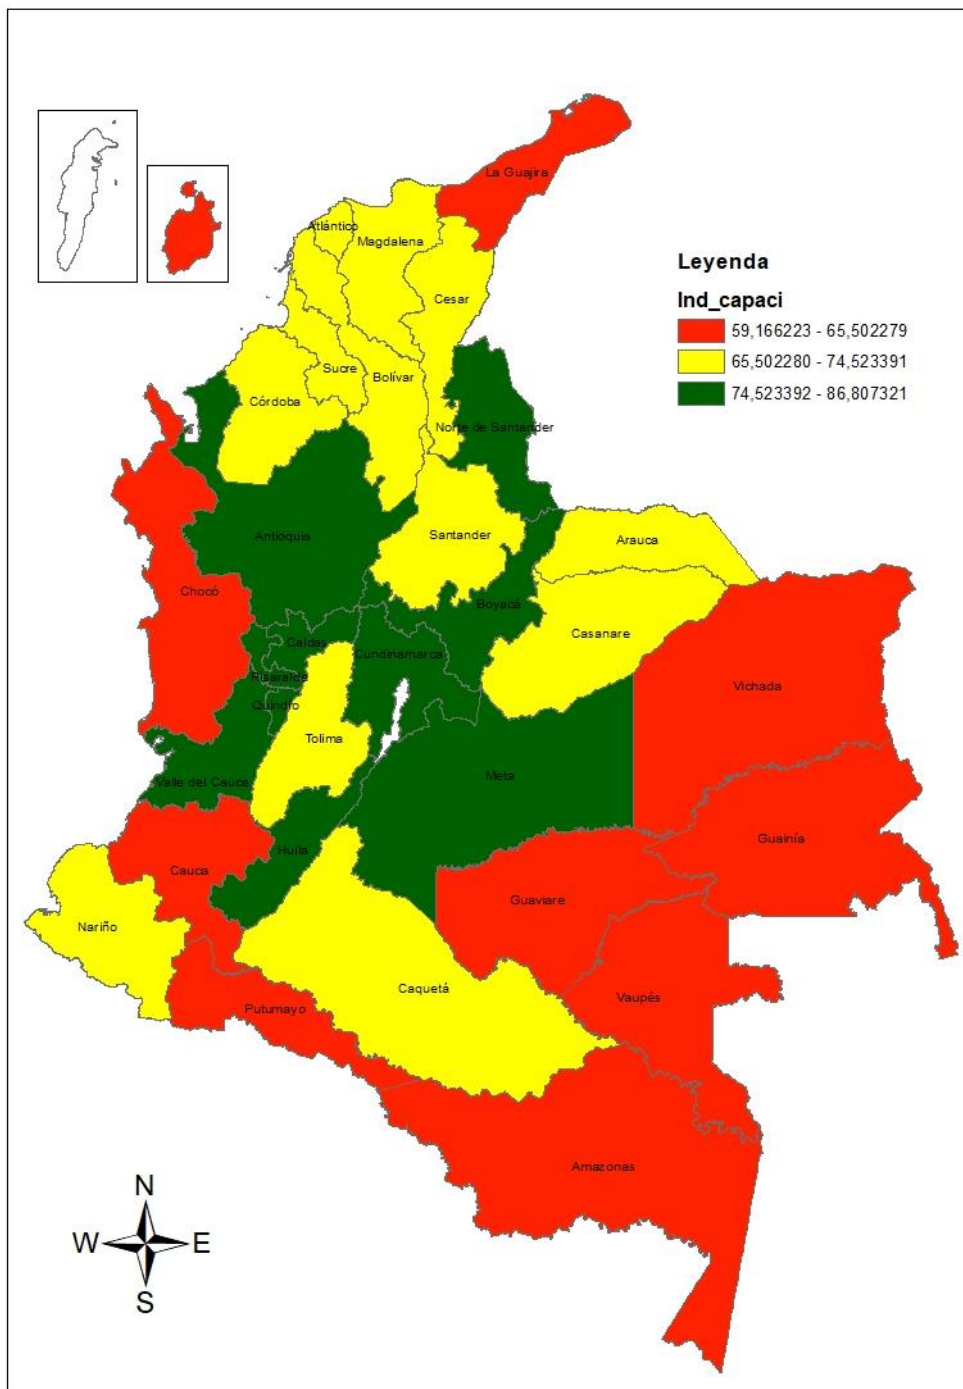 La Guajira
Atlántico
Magdalena
Leyenda
Ind_capaci
59,166223 - 65,502279
65,502280 - 74,523391
74,523392 - 86,807321
Cesar
Sucre
Bolívar
Córdoba
Norte de Santander
Antioquia
Santander
Arauca
Chocó
Boyacá
Casanare
Caldas
Cundinamarca
Risaralda
Vichada
Quindío
Tolima
Meta
Valle del Cauca
Guainía
Huila
Cauca
Guaviare
Nariño
Caquetá
Vaupés
Putumayo
Amazonas
N
W E
S